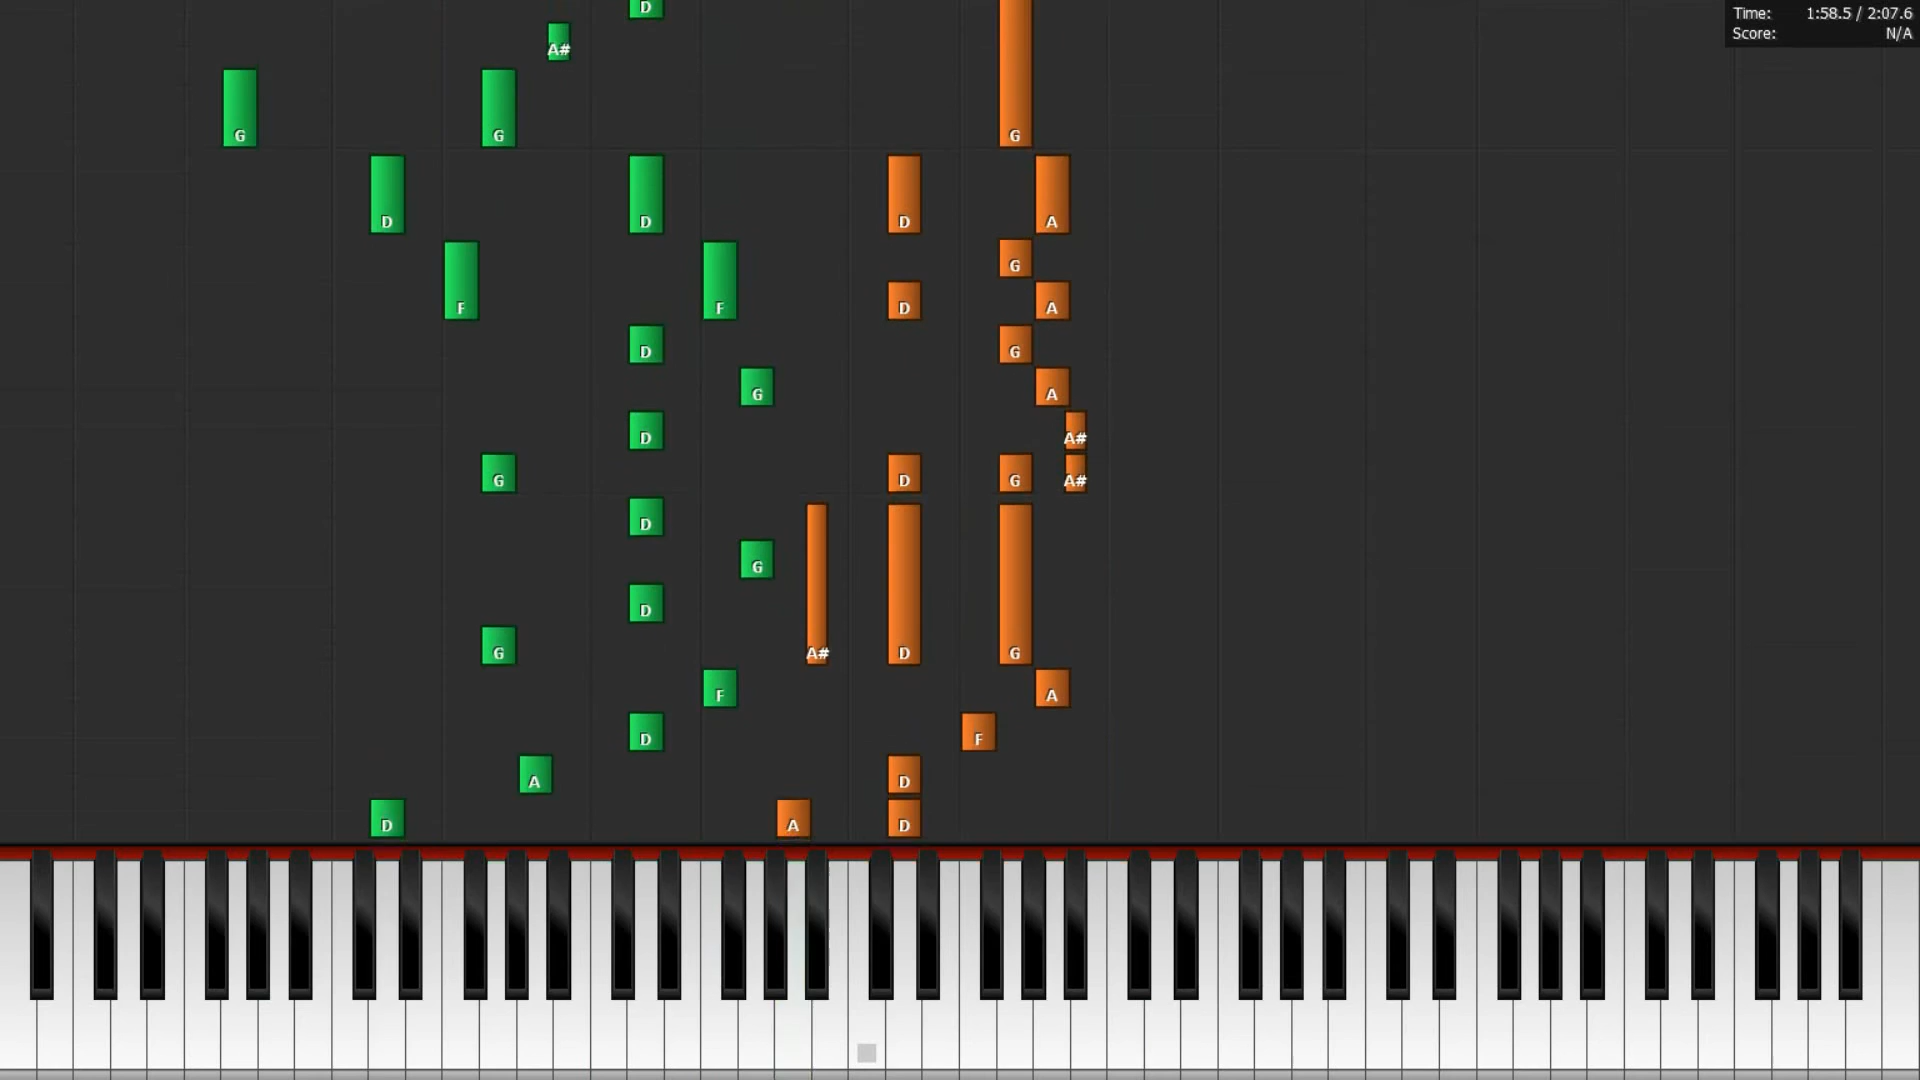 D
Time: 1:58.5 / 2:07.6
Score: N/A
A#
G G G
D D D A
G
F F D A
D G
G A
D A#
G D G A#
D
G
D
G A# D G
F A
D F
A D
D A D